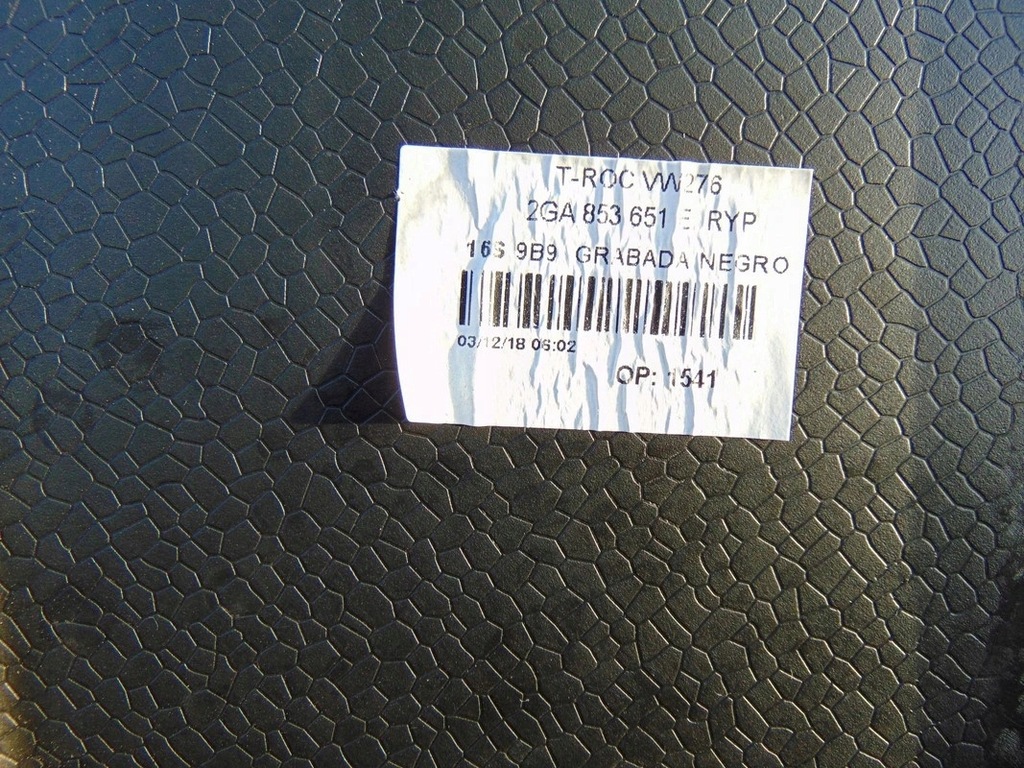 T-ROC VW276
2GA 853 651 E RYP
16S 9B9 GRABADA NEGRO
03/12/18 06:02
OP: 1541